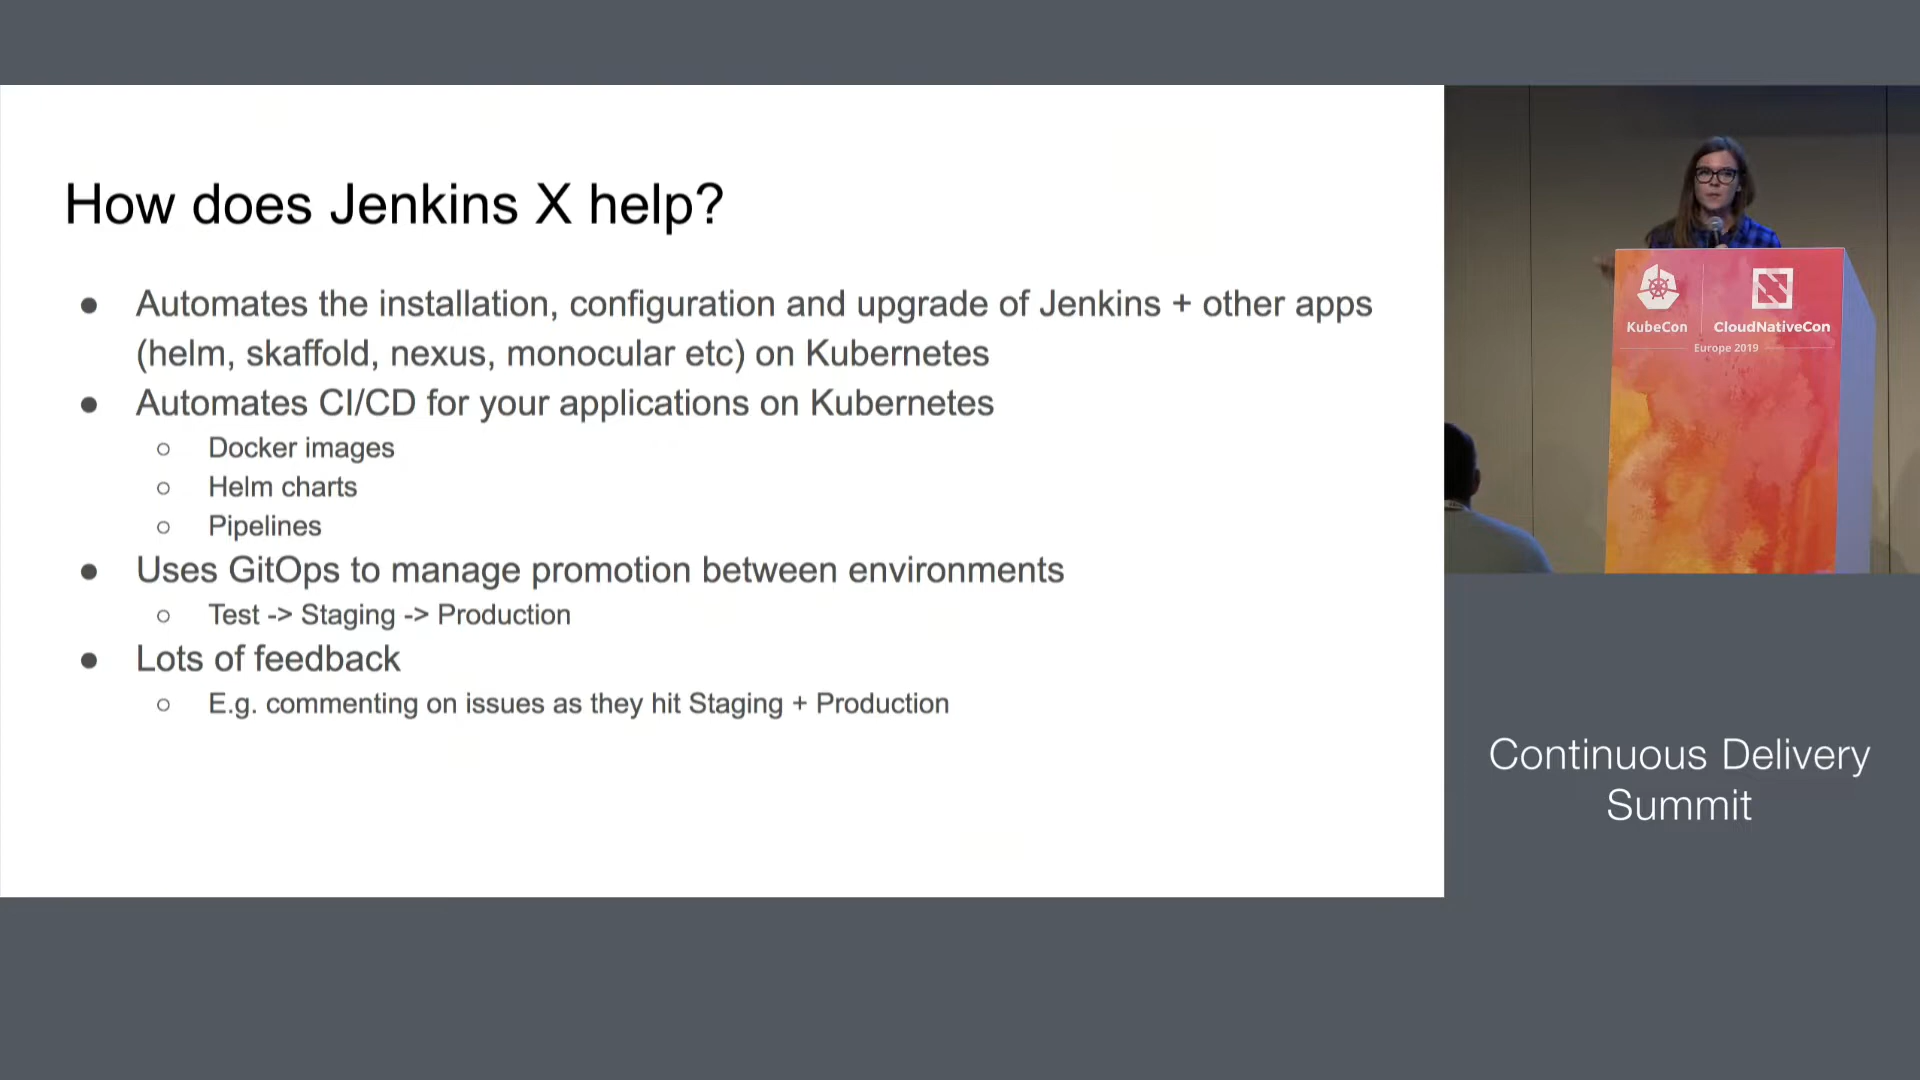 How does Jenkins X help?
● Automates the installation, configuration and upgrade of Jenkins + other apps
(helm, skaffold, nexus, monocular etc) on Kubernetes
● Automates CI/CD for your applications on Kubernetes
○ Docker images
○ Helm charts
○ Pipelines
● Uses GitOps to manage promotion between environments
○ Test -> Staging -> Production
● Lots of feedback
○ E.g. commenting on issues as they hit Staging + Production
KubeCon
CloudNativeCon
Europe 2019
Continuous Delivery
Summit